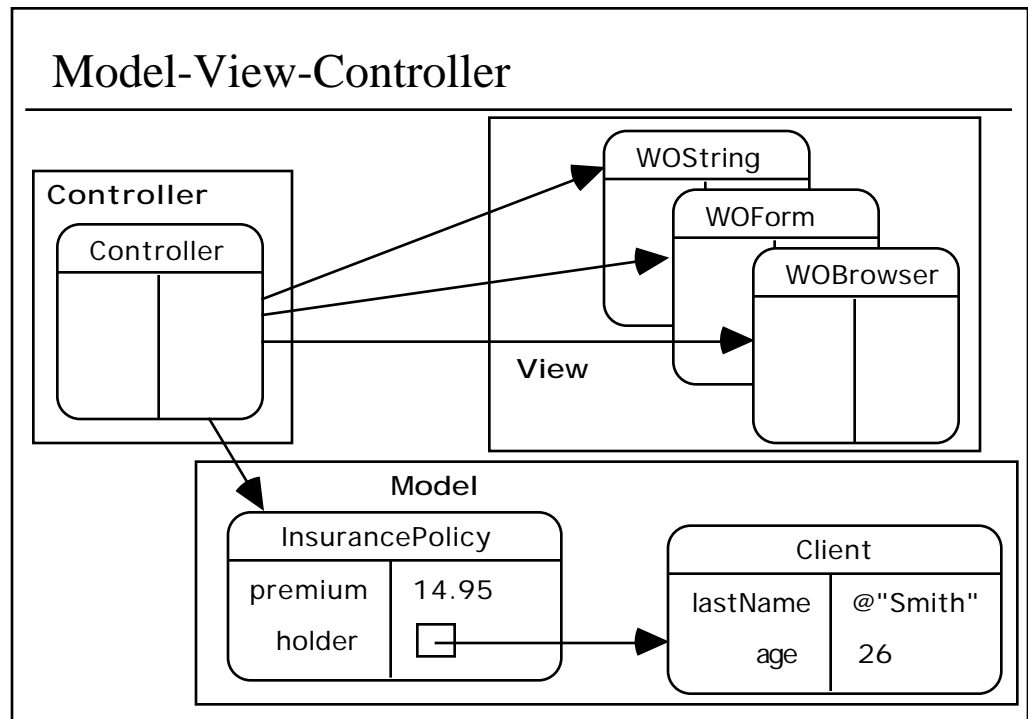 Model-View-Controller
Controller
Controller
View
WOString
WOForm
WOBrowser
Model
InsurancePolicy
premium 14.95
holder
Client
lastName @"Smith"
age 26